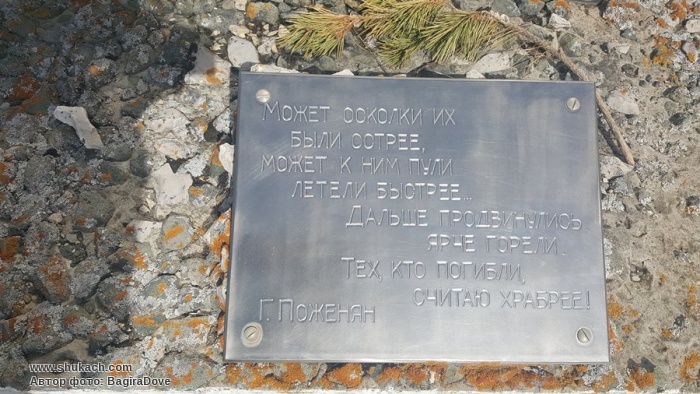 Может осколки их
были острее,
может к ним пули
летели быстрее...
Дальше продвинулись.
Ярче горели...
Тех, кто погибли,
считаю храбрее!
Г. Поженян
www.shukach.com
Автор фото: BagiraDove